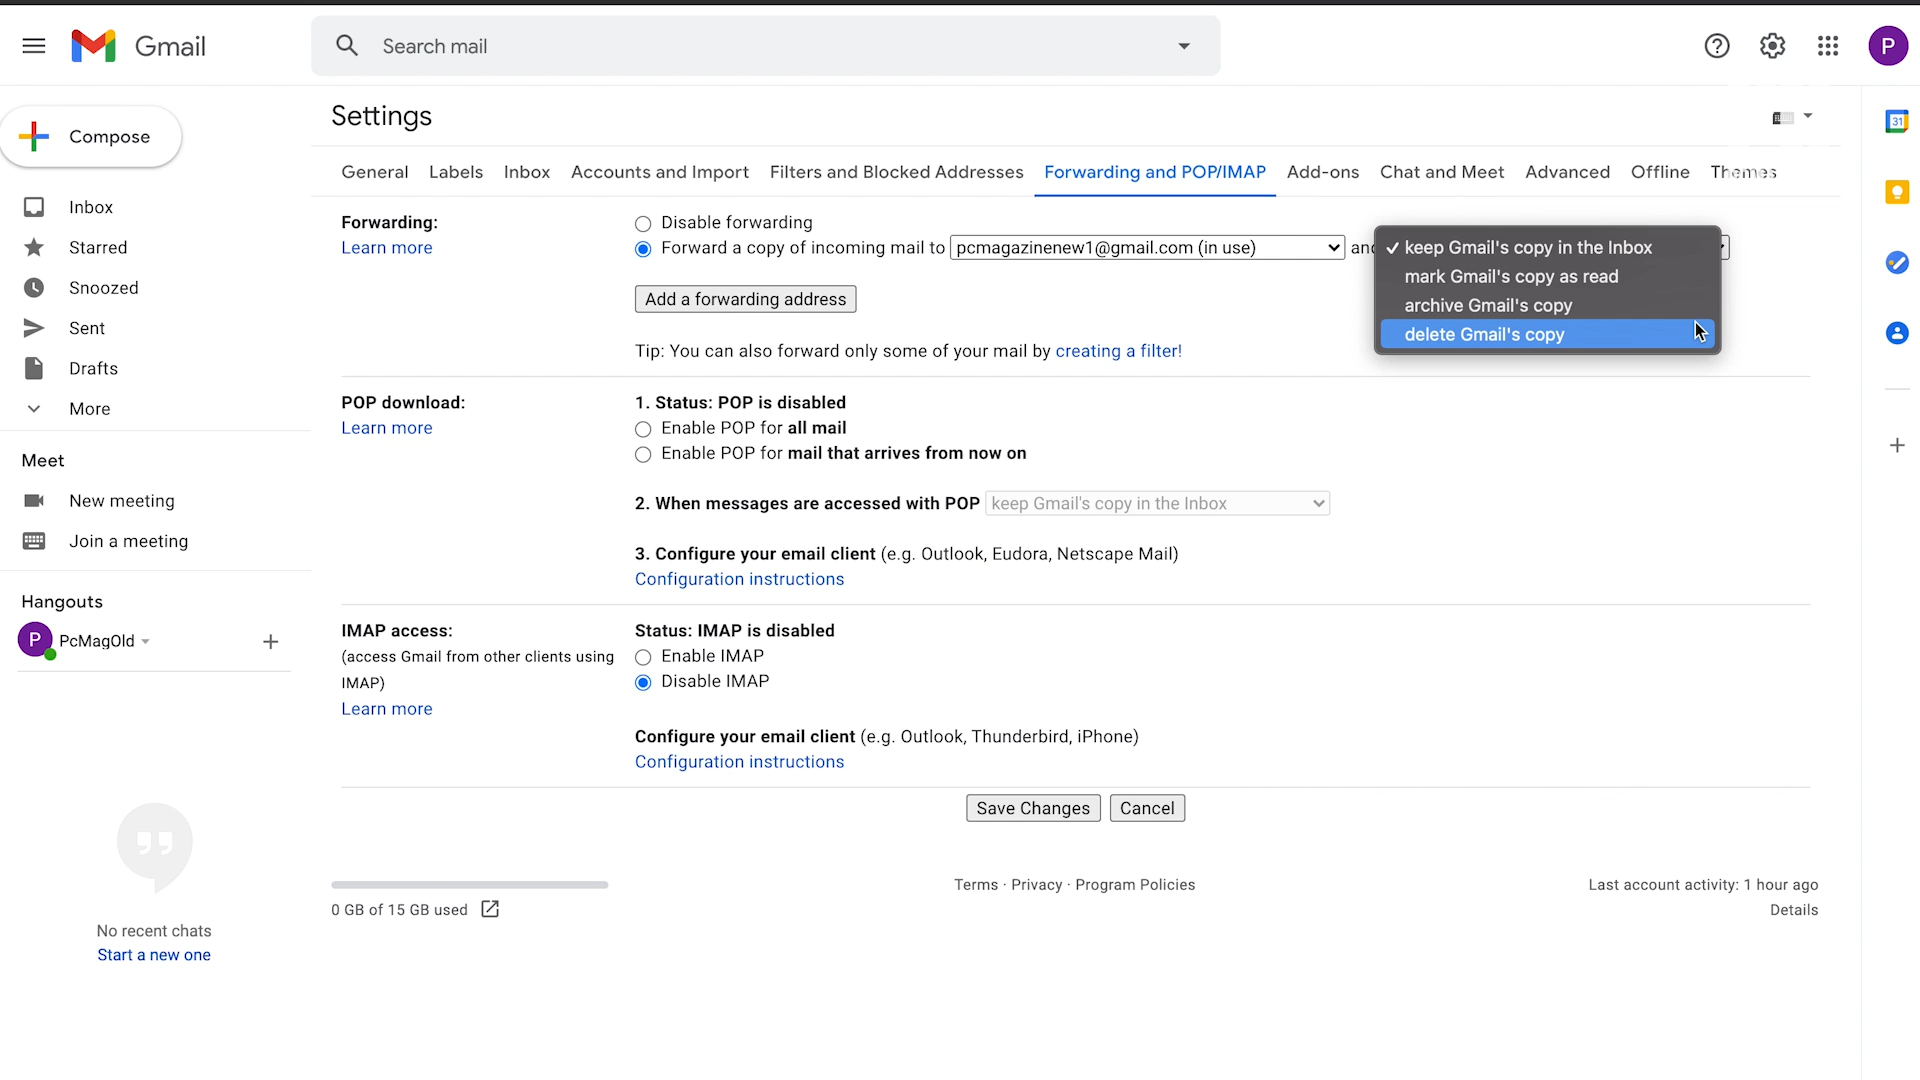 Gmail
Search mail
P
Compose
Inbox
Starred
Snoozed
Sent
Drafts
More
Meet
New meeting
Join a meeting
Hangouts
P PcMagOld
No recent chats
Start a new one
Settings
General Labels Inbox Accounts and Import Filters and Blocked Addresses Forwarding and POP/IMAP Add-ons Chat and Meet Advanced Offline Themes
Forwarding:
Learn more
Disable forwarding
Forward a copy of incoming mail to pcmagazinenew1@gmail.com (in use)
✓ keep Gmail's copy in the Inbox
mark Gmail's copy as read
archive Gmail's copy
delete Gmail's copy
Add a forwarding address
Tip: You can also forward only some of your mail by creating a filter!
POP download:
Learn more
1. Status: POP is disabled
Enable POP for all mail
Enable POP for mail that arrives from now on
2. When messages are accessed with POP keep Gmail's copy in the Inbox
3. Configure your email client (e.g. Outlook, Eudora, Netscape Mail)
Configuration instructions
IMAP access:
(access Gmail from other clients using
IMAP)
Learn more
Status: IMAP is disabled
Enable IMAP
Disable IMAP
Configure your email client (e.g. Outlook, Thunderbird, iPhone)
Configuration instructions
Save Changes Cancel
0 GB of 15 GB used
Terms · Privacy · Program Policies
Last account activity: 1 hour ago
Details
31